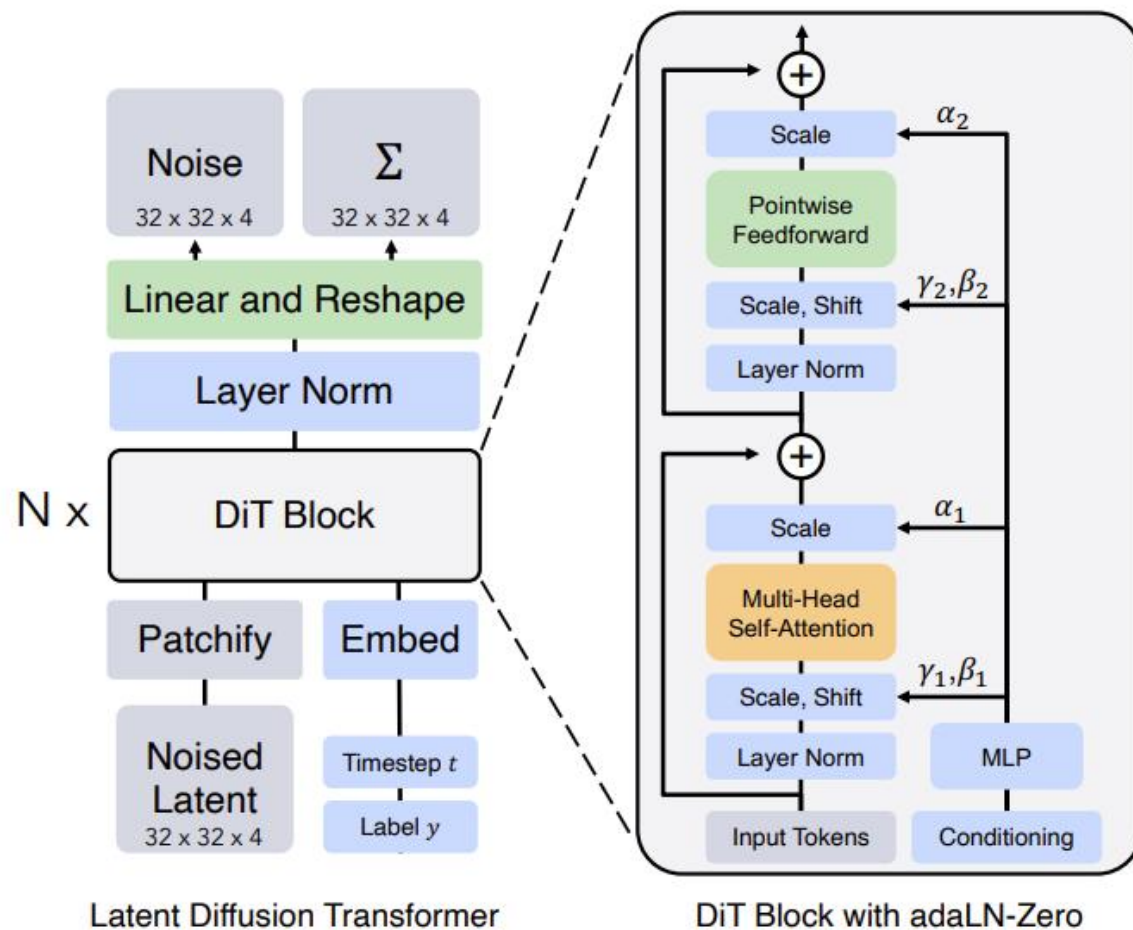 Noise
32 x 32 x 4
Σ
32 x 32 x 4
Linear and Reshape
Layer Norm
N x
DiT Block
Patchify
Embed
Noised
Latent
32 x 32 x 4
Timestep t
Label y
Latent Diffusion Transformer
+
Scale
α₂
Pointwise
Feedforward
γ₂,β₂
Scale, Shift
Layer Norm
+
Scale
α₁
Multi-Head
Self-Attention
γ₁,β₁
Scale, Shift
Layer Norm
MLP
Input Tokens
Conditioning
DiT Block with adaLN-Zero